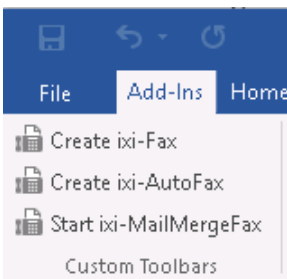 File Add-Ins Home
Create ixi-Fax
Create ixi-AutoFax
Start ixi-MailMergeFax
Custom Toolbars